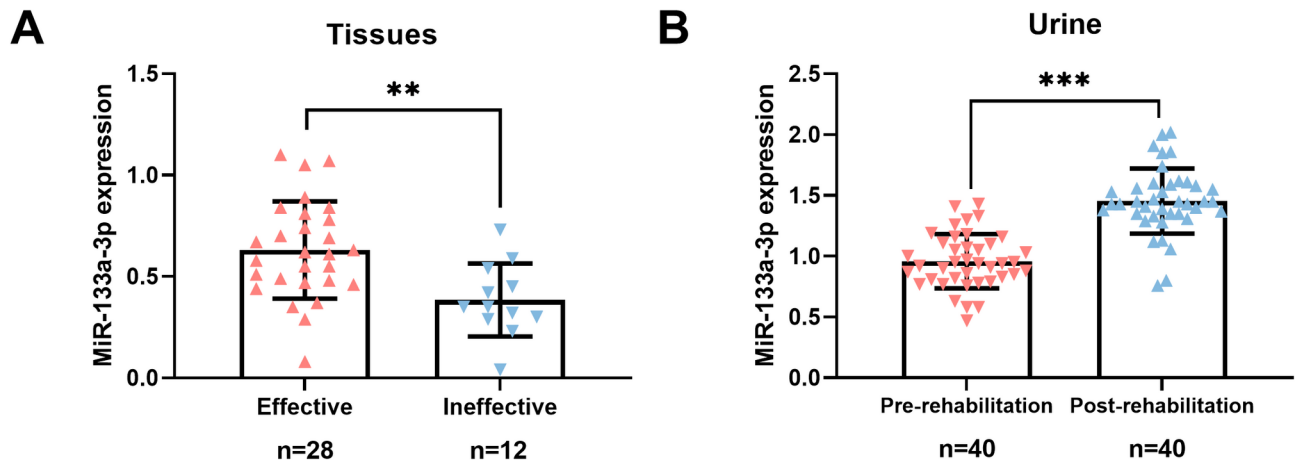 A
Tissues
MiR-133a-3p expression
1.5
1.0
0.5
0.0
**
Effective
Ineffective
n=28
n=12
B
Urine
MiR-133a-3p expression
2.5
2.0
1.5
1.0
0.5
0.0
***
Pre-rehabilitation
Post-rehabilitation
n=40
n=40